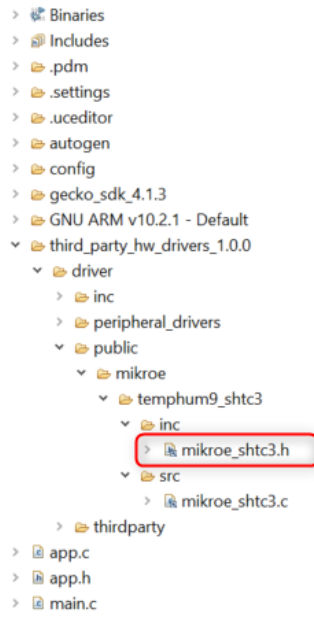 Binaries
Includes
.pdm
.settings
.uceditor
autogen
config
gecko_sdk_4.1.3
GNU ARM v10.2.1 - Default
third_party_hw_drivers_1.0.0
driver
inc
peripheral_drivers
public
mikroe
temphum9_shtc3
inc
mikroe_shtc3.h
src
mikroe_shtc3.c
thirdparty
app.c
app.h
main.c